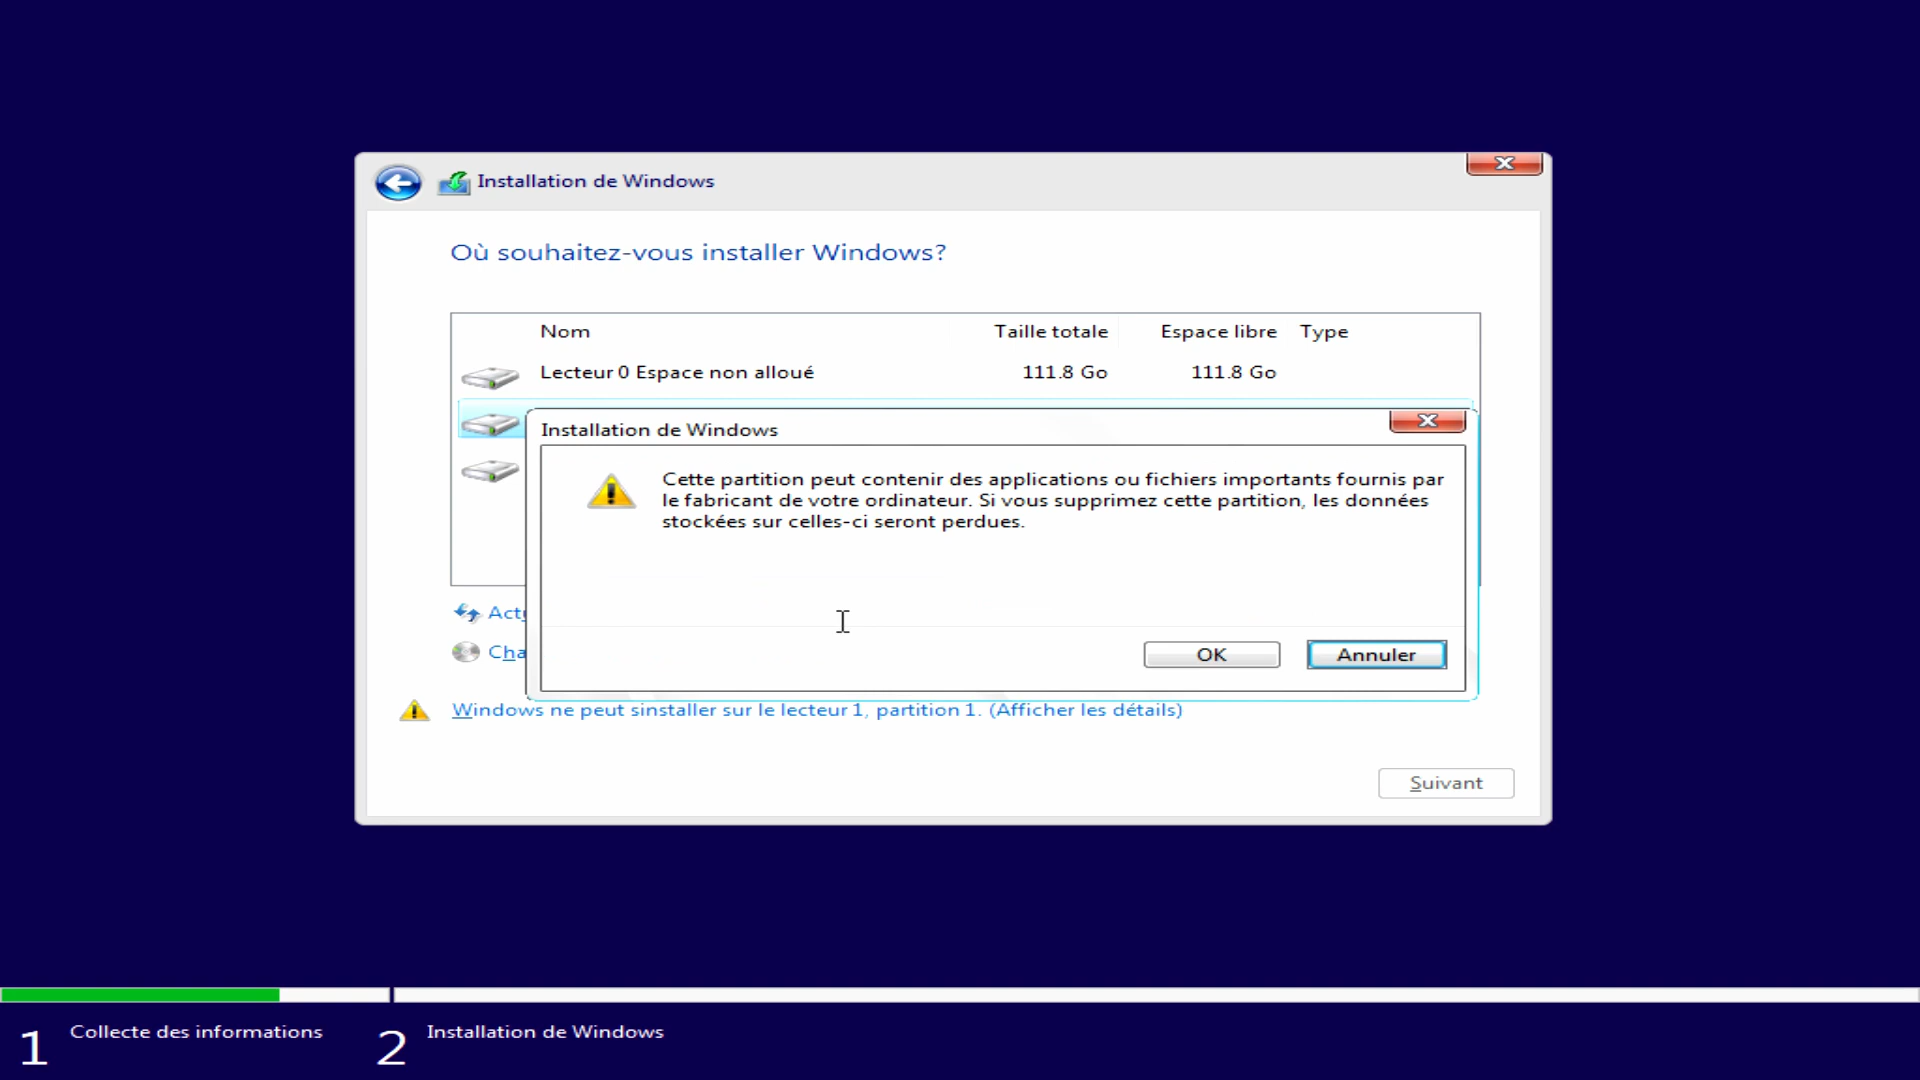 Installation de Windows
Où souhaitez-vous installer Windows?
Nom Taille totale Espace libre Type
Lecteur 0 Espace non alloué 111.8 Go 111.8 Go
Installation de Windows
Cette partition peut contenir des applications ou fichiers importants fournis par
le fabricant de votre ordinateur. Si vous supprimez cette partition, les données
stockées sur celles-ci seront perdues.
OK Annuler
Windows ne peut sinstaller sur le lecteur 1, partition 1. (Afficher les détails)
Suivant
1 Collecte des informations 2 Installation de Windows